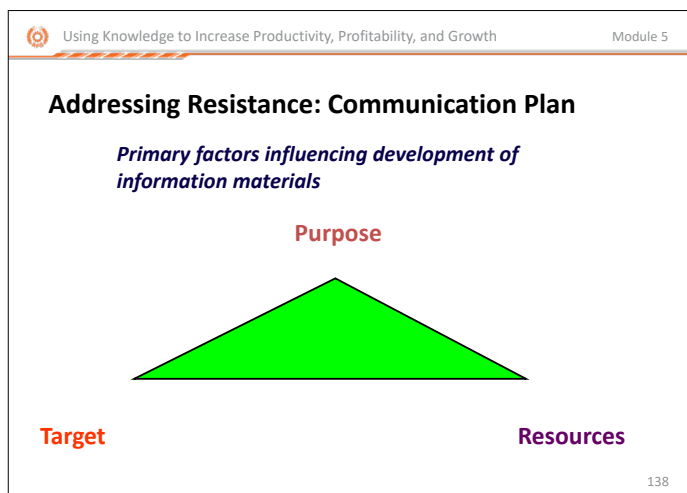 Using Knowledge to Increase Productivity, Profitability, and Growth
Module 5
Addressing Resistance: Communication Plan
Primary factors influencing development of
information materials
Purpose
Target
Resources
138